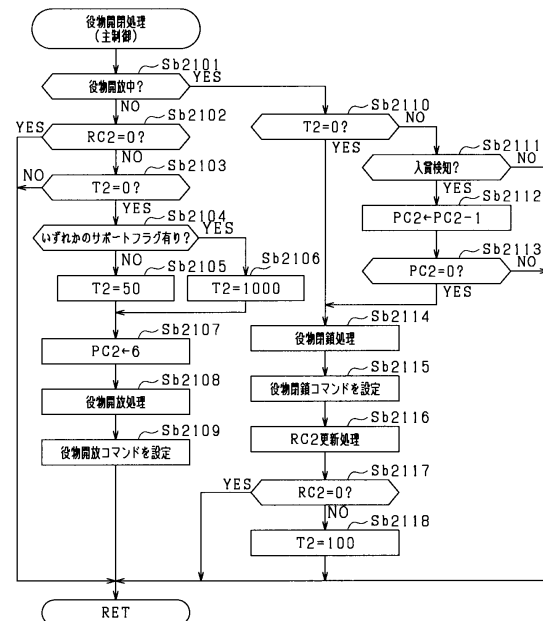 役物開閉処理
(主制御)
Sb2101
役物開放中?
YES
NO
Sb2102
RC2=0?
YES
NO
Sb2103
T2=0?
NO
YES
Sb2104
いずれかのサポートフラグ有り?
YES
NO
Sb2105
T2=50
Sb2106
T2=1000
Sb2107
PC2←6
Sb2108
役物開放処理
Sb2109
役物開放コマンドを設定
Sb2110
T2=0?
NO
YES
Sb2111
入賞検知?
NO
YES
Sb2112
PC2←PC2-1
Sb2113
PC2=0?
NO
YES
Sb2114
役物閉鎖処理
Sb2115
役物閉鎖コマンドを設定
Sb2116
RC2更新処理
Sb2117
RC2=0?
YES
NO
Sb2118
T2=100
RET